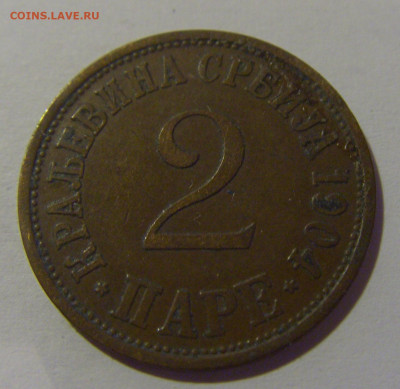 COINS.LAVE.RU
КРАЉЕВИНА СРБИЈА 1904
2
ПАРЕ